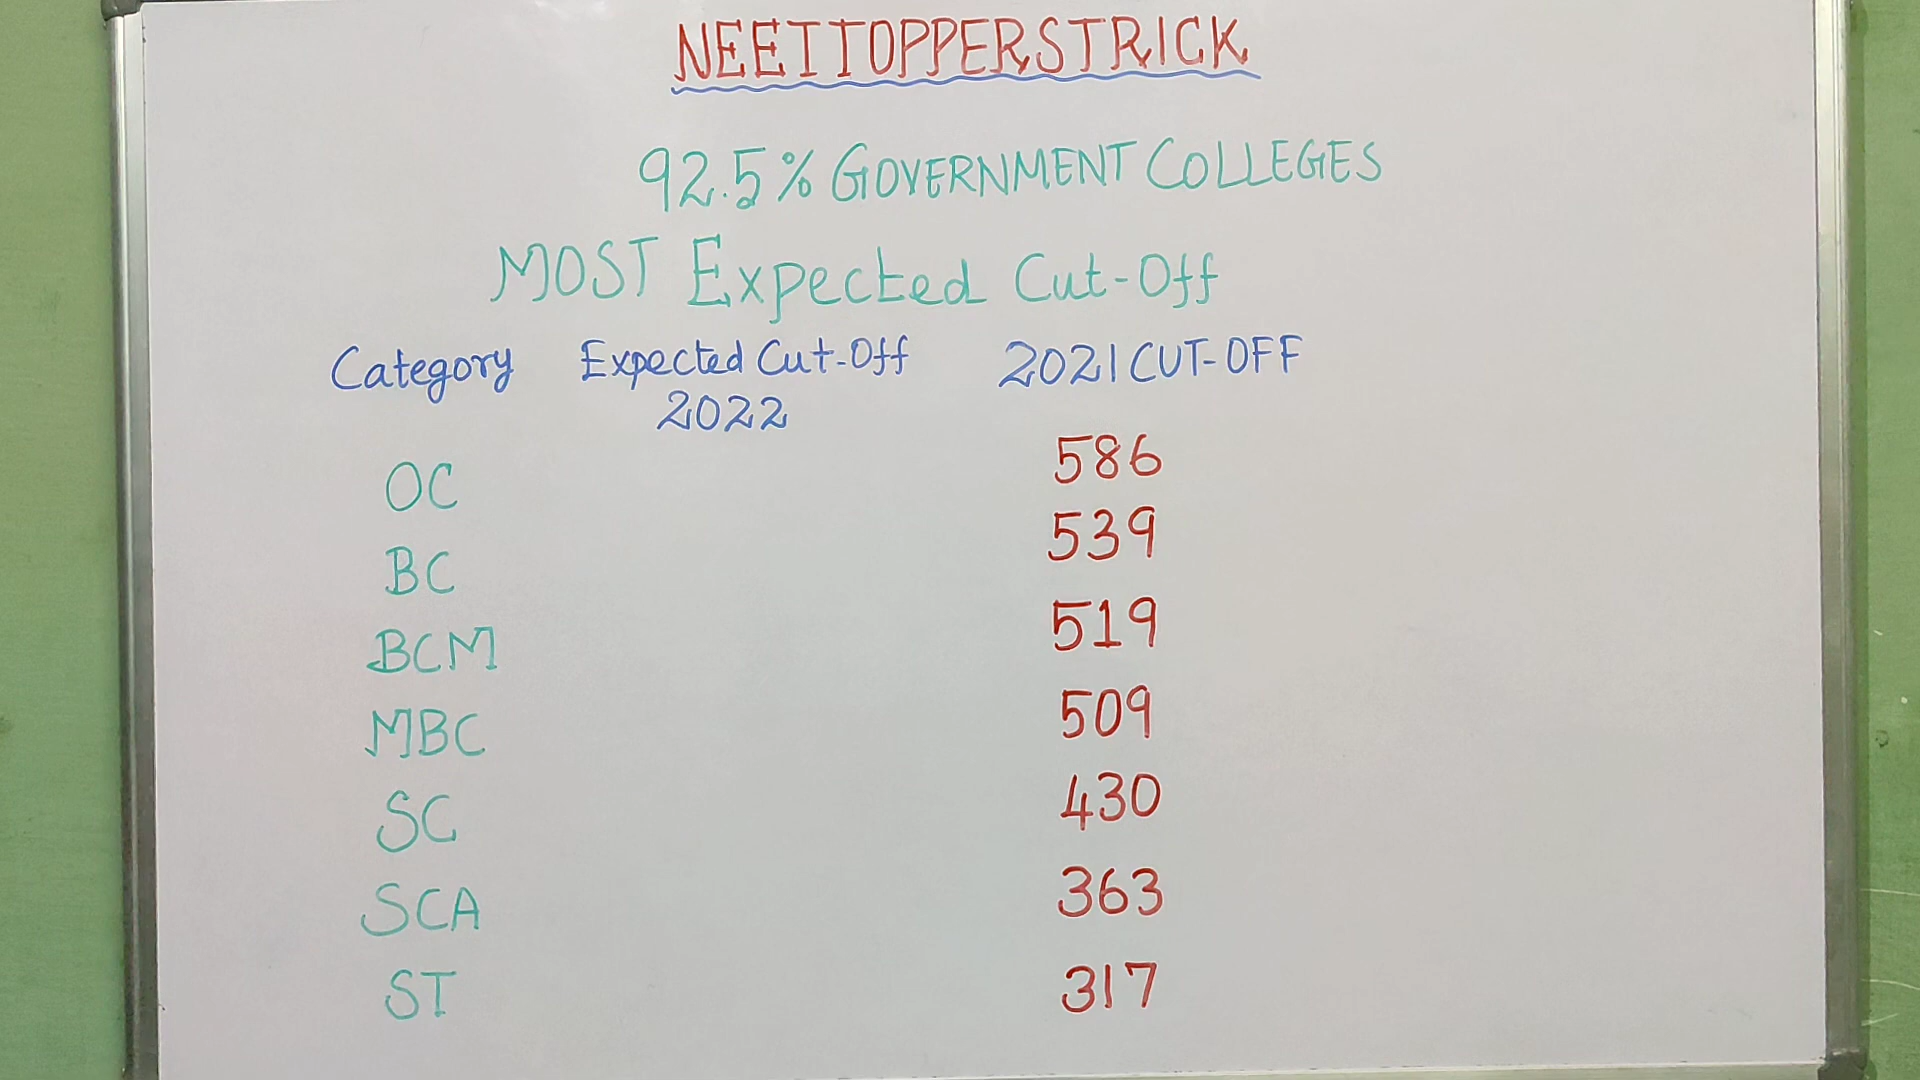 NEETTOPPERSTRICK
92.5% GOVERNMENT COLLEGES
MOST Expected Cut-Off
Category Expected Cut-Off 2021 CUT-OFF
2022
OC 586
BC 539
BCM 519
MBC 509
SC 430
SCA 363
ST 317